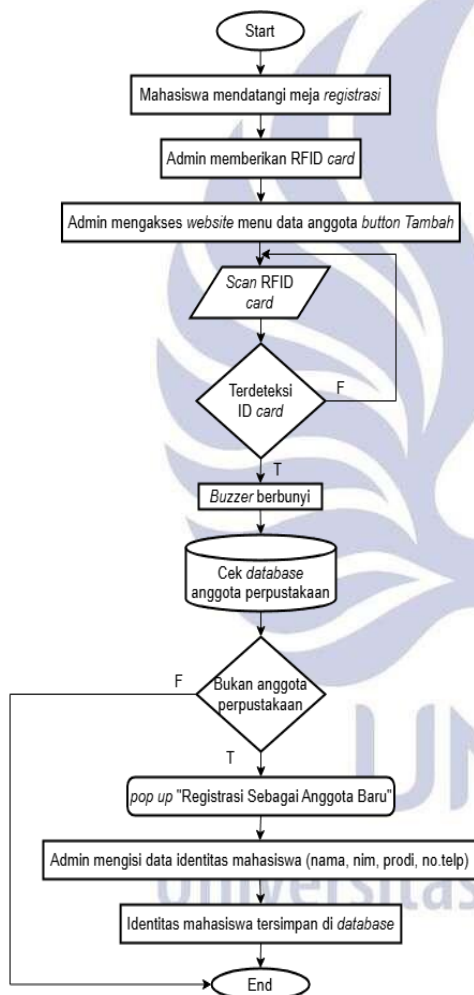 Start
Mahasiswa mendatangi meja registrasi
Admin memberikan RFID card
Admin mengakses website menu data anggota button Tambah
Scan RFID
card
Terdeteksi
ID card
F
T
Buzzer berbunyi
Cek database
anggota perpustakaan
Bukan anggota
perpustakaan
F
T
pop up "Registrasi Sebagai Anggota Baru"
Admin mengisi data identitas mahasiswa (nama, nim, prodi, no.telp)
Identitas mahasiswa tersimpan di database
End
UN
Universitas